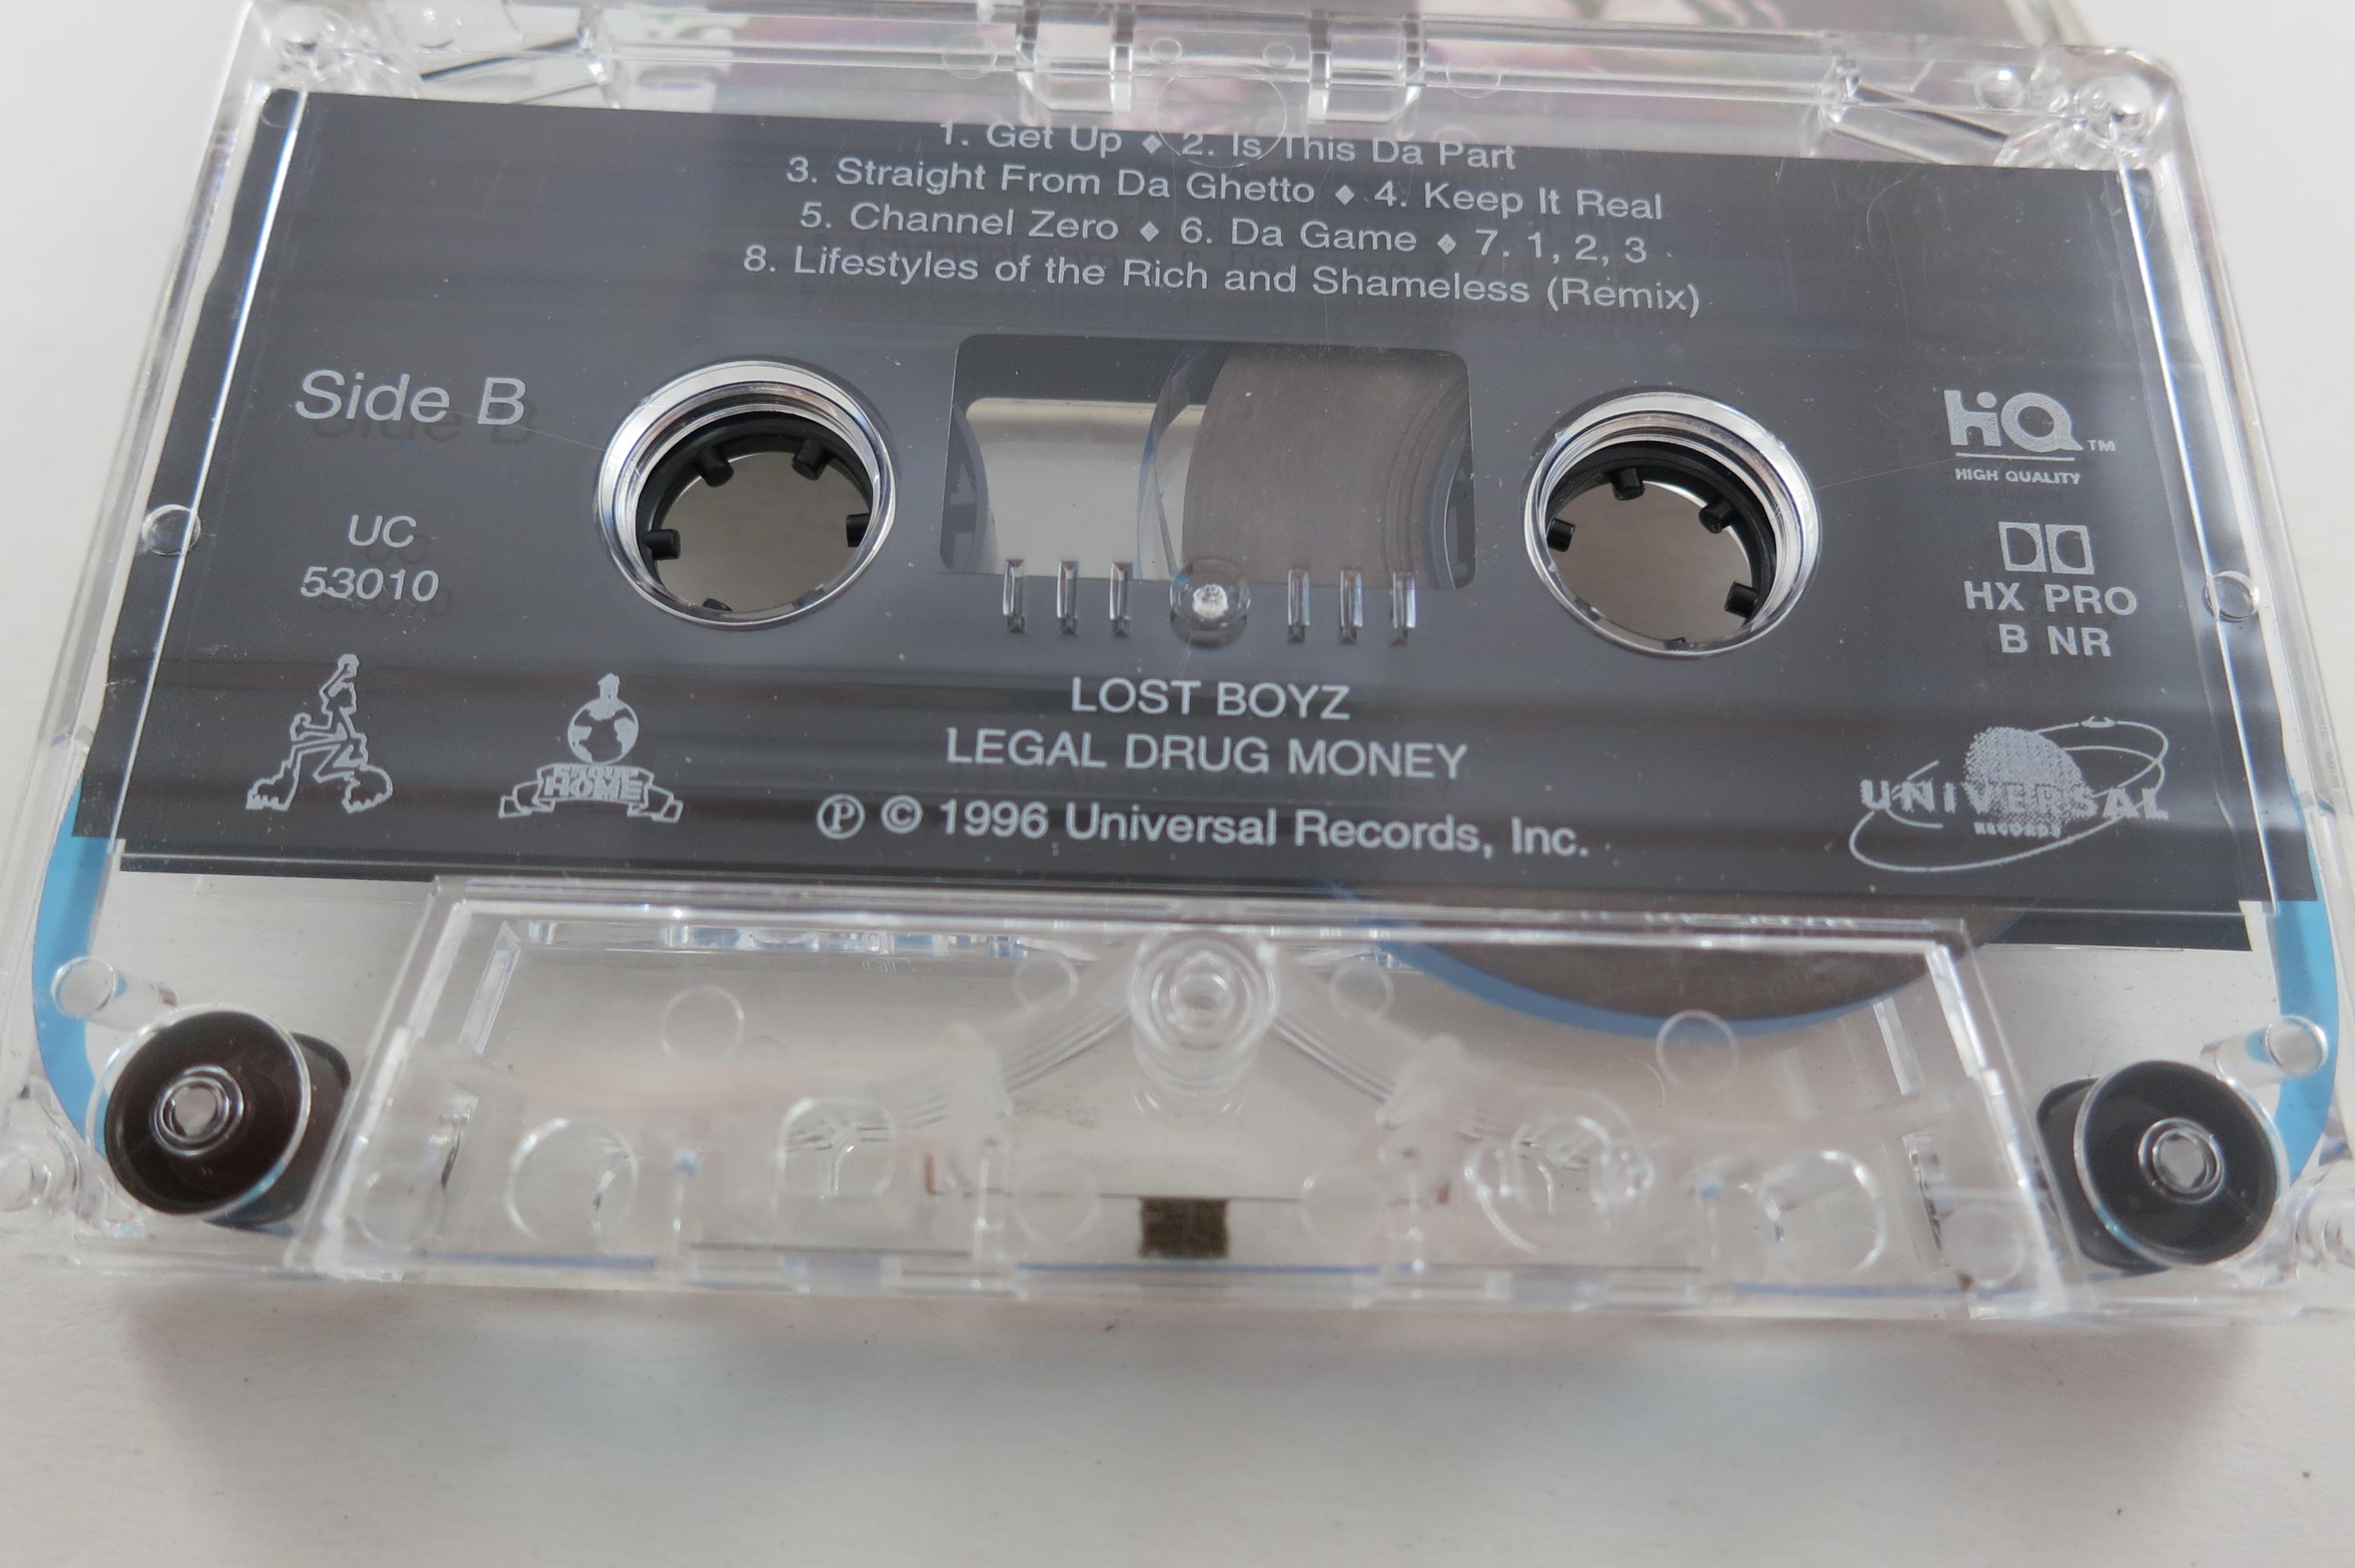 1. Get Up ◆ 2. Is This Da Part
3. Straight From Da Ghetto ◆ 4. Keep It Real
5. Channel Zero ◆ 6. Da Game ◆ 7. 1, 2, 3
8. Lifestyles of the Rich and Shameless (Remix)
Side B
HiQ™
HIGH QUALITY
UC
53010
HX PRO
B NR
LOST BOYZ
LEGAL DRUG MONEY
HOME
UNIVERSAL
RECORDS
℗ © 1996 Universal Records, Inc.